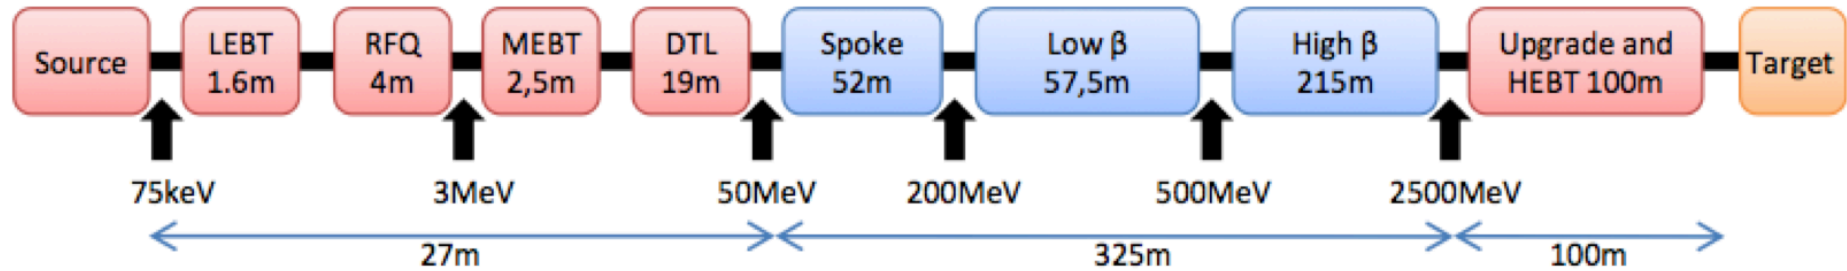 Source
LEBT
1.6m
RFQ
4m
MEBT
2,5m
DTL
19m
Spoke
52m
Low β
57,5m
High β
215m
Upgrade and
HEBT 100m
Target
75keV
3MeV
50MeV
200MeV
500MeV
2500MeV
27m
325m
100m